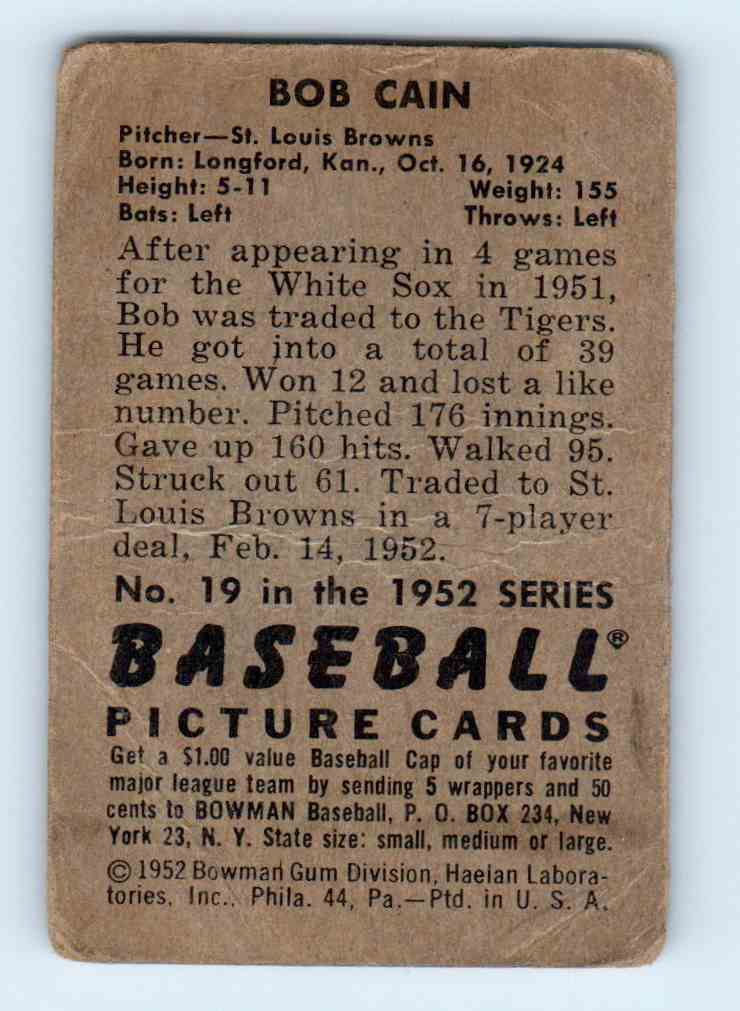 BOB CAIN
Pitcher—St. Louis Browns
Born: Longford, Kan., Oct. 16, 1924
Height: 5-11 Weight: 155
Bats: Left Throws: Left
After appearing in 4 games
for the White Sox in 1951,
Bob was traded to the Tigers.
He got into a total of 39
games. Won 12 and lost a like
number. Pitched 176 innings.
Gave up 160 hits. Walked 95.
Struck out 61. Traded to St.
Louis Browns in a 7-player
deal, Feb. 14, 1952.
No. 19 in the 1952 SERIES
BASEBALL®
PICTURE CARDS
Get a $1.00 value Baseball Cap of your favorite
major league team by sending 5 wrappers and 50
cents to BOWMAN Baseball, P. O. BOX 234, New
York 23, N. Y. State size: small, medium or large.
© 1952 Bowman Gum Division, Haelan Labora-
tories, Inc., Phila. 44, Pa.—Ptd. in U. S. A.